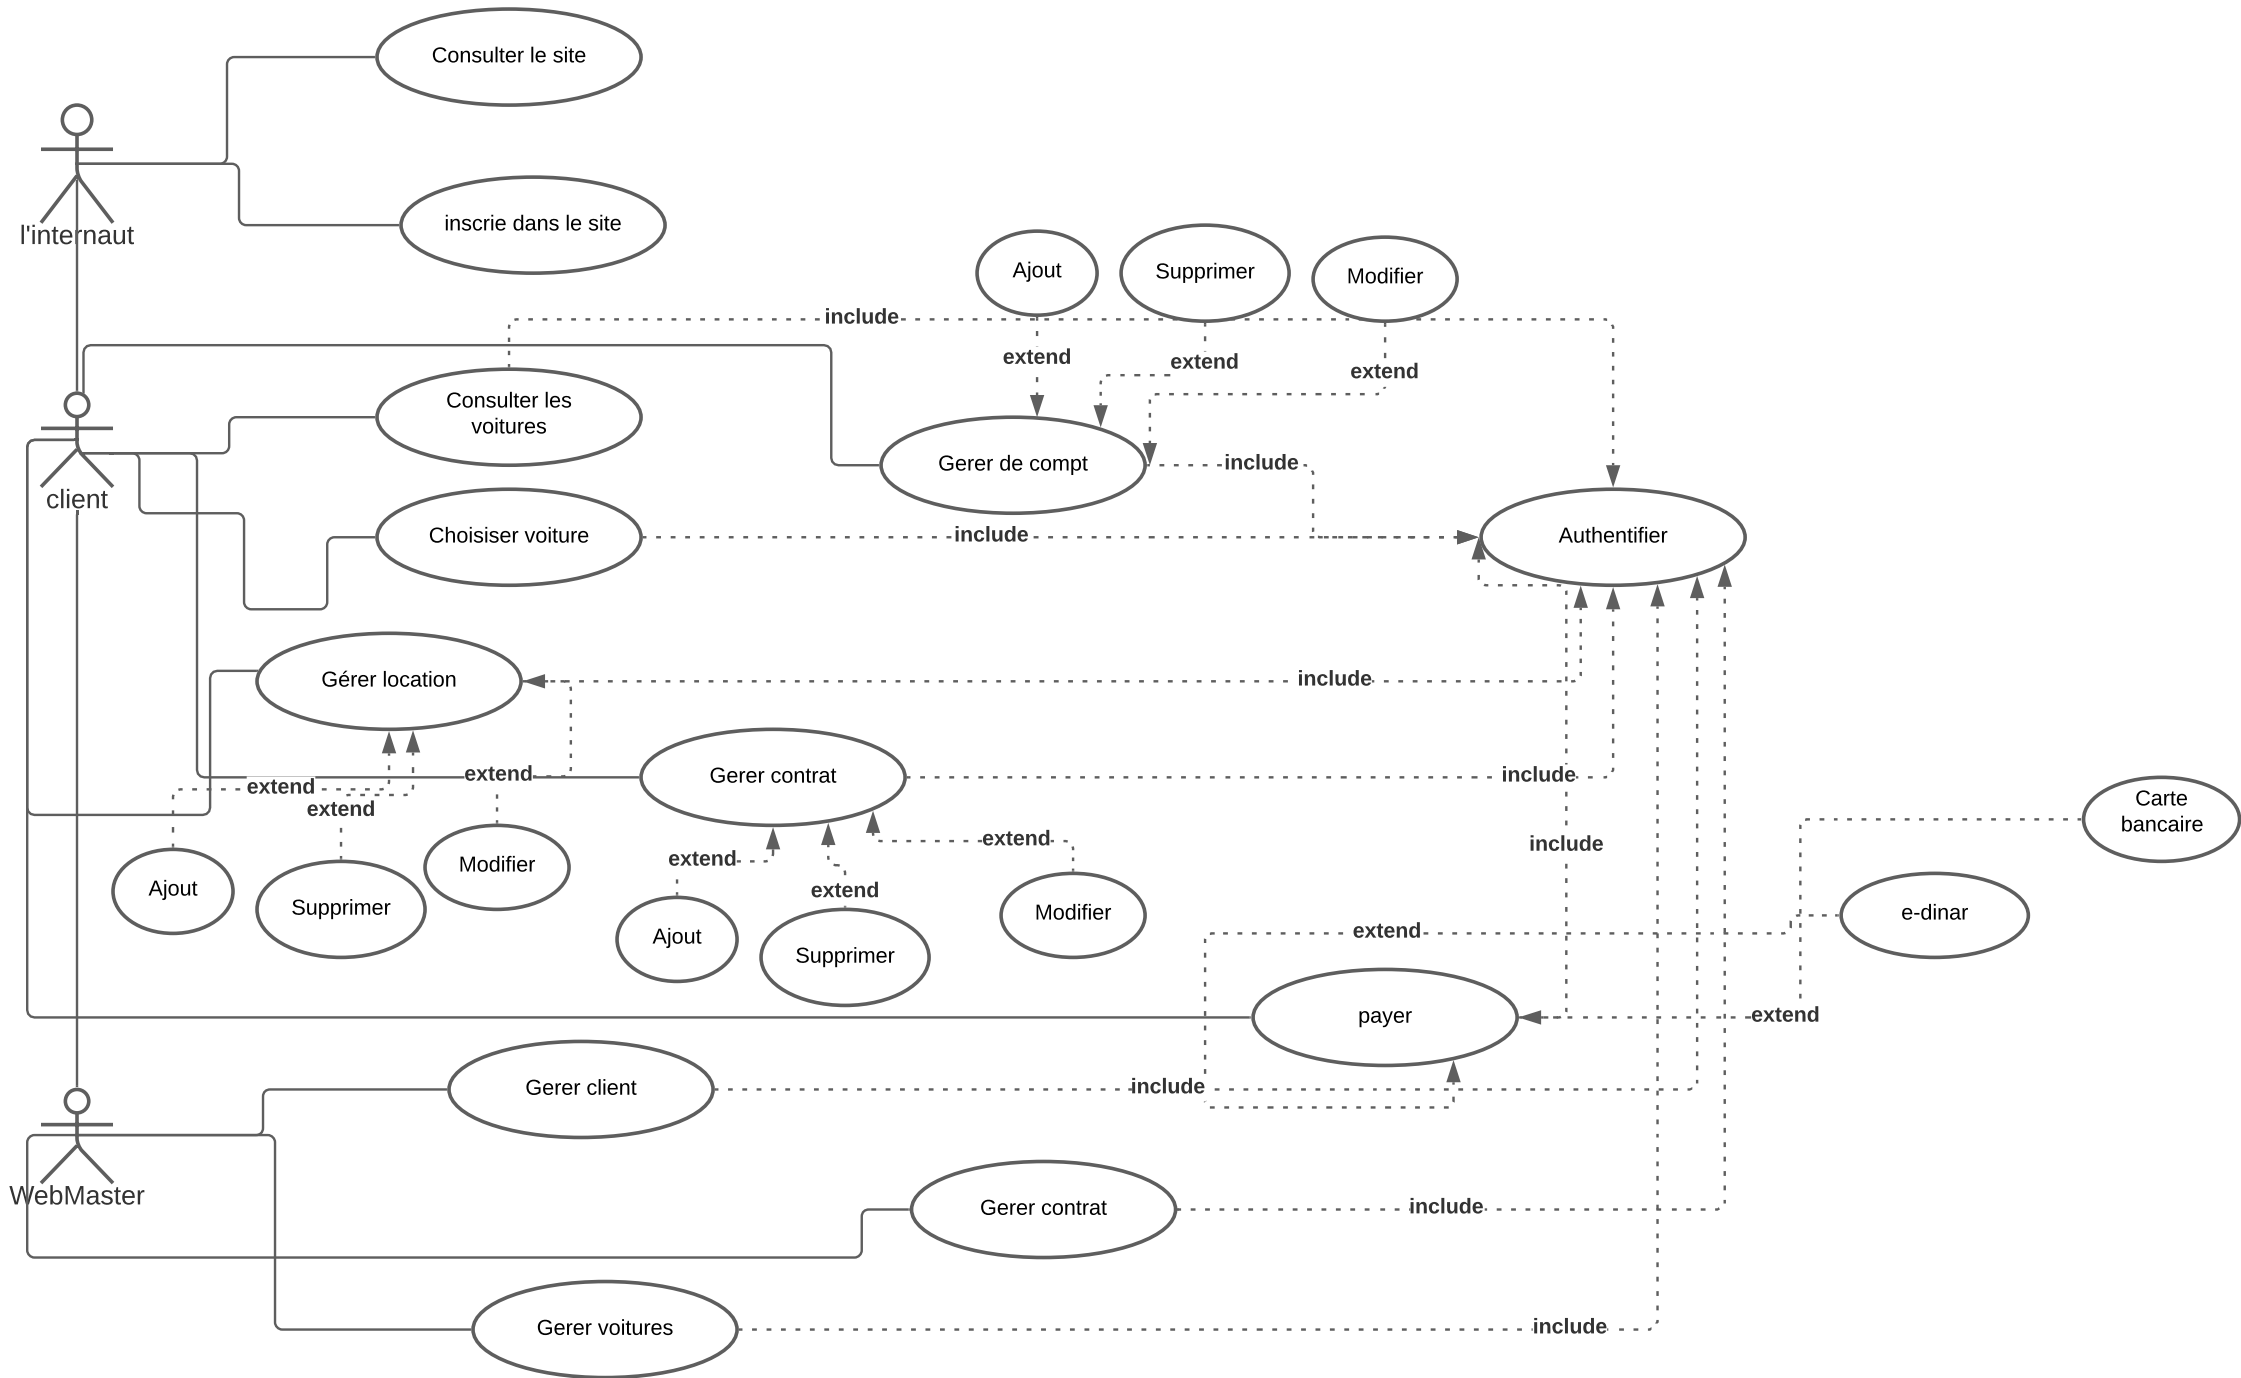 Consulter le site
l'internaut
inscrie dans le site
Ajout
Supprimer
Modifier
include
extend
extend
extend
Consulter les
voitures
client
Gerer de compt
include
Choisiser voiture
include
Authentifier
Gérer location
include
extend
extend
extend
Gerer contrat
include
Ajout
Supprimer
Modifier
extend
extend
extend
Ajout
Supprimer
Modifier
include
Carte
bancaire
e-dinar
extend
payer
extend
Gerer client
include
WebMaster
Gerer contrat
include
Gerer voitures
include